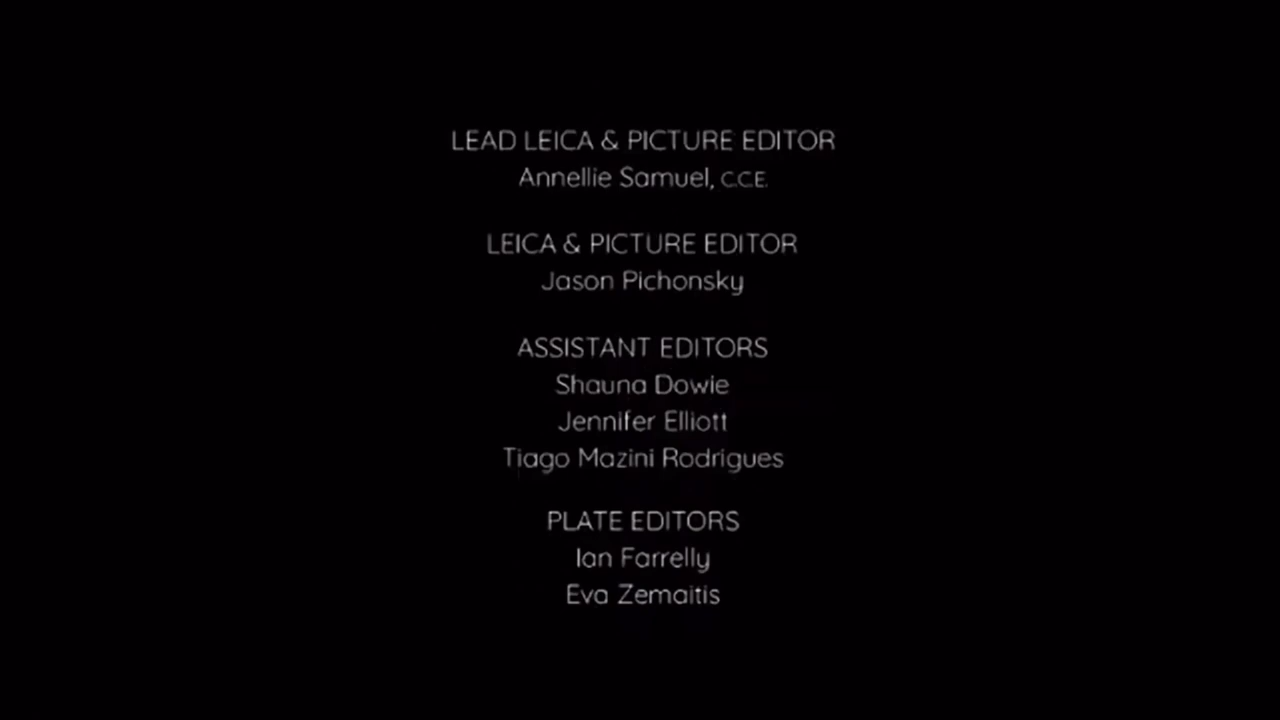 LEAD LEICA & PICTURE EDITOR
Annellie Samuel, C.C.E.
LEICA & PICTURE EDITOR
Jason Pichonsky
ASSISTANT EDITORS
Shauna Dowie
Jennifer Elliott
Tiago Mazini Rodrigues
PLATE EDITORS
Ian Farrelly
Eva Zemaitis